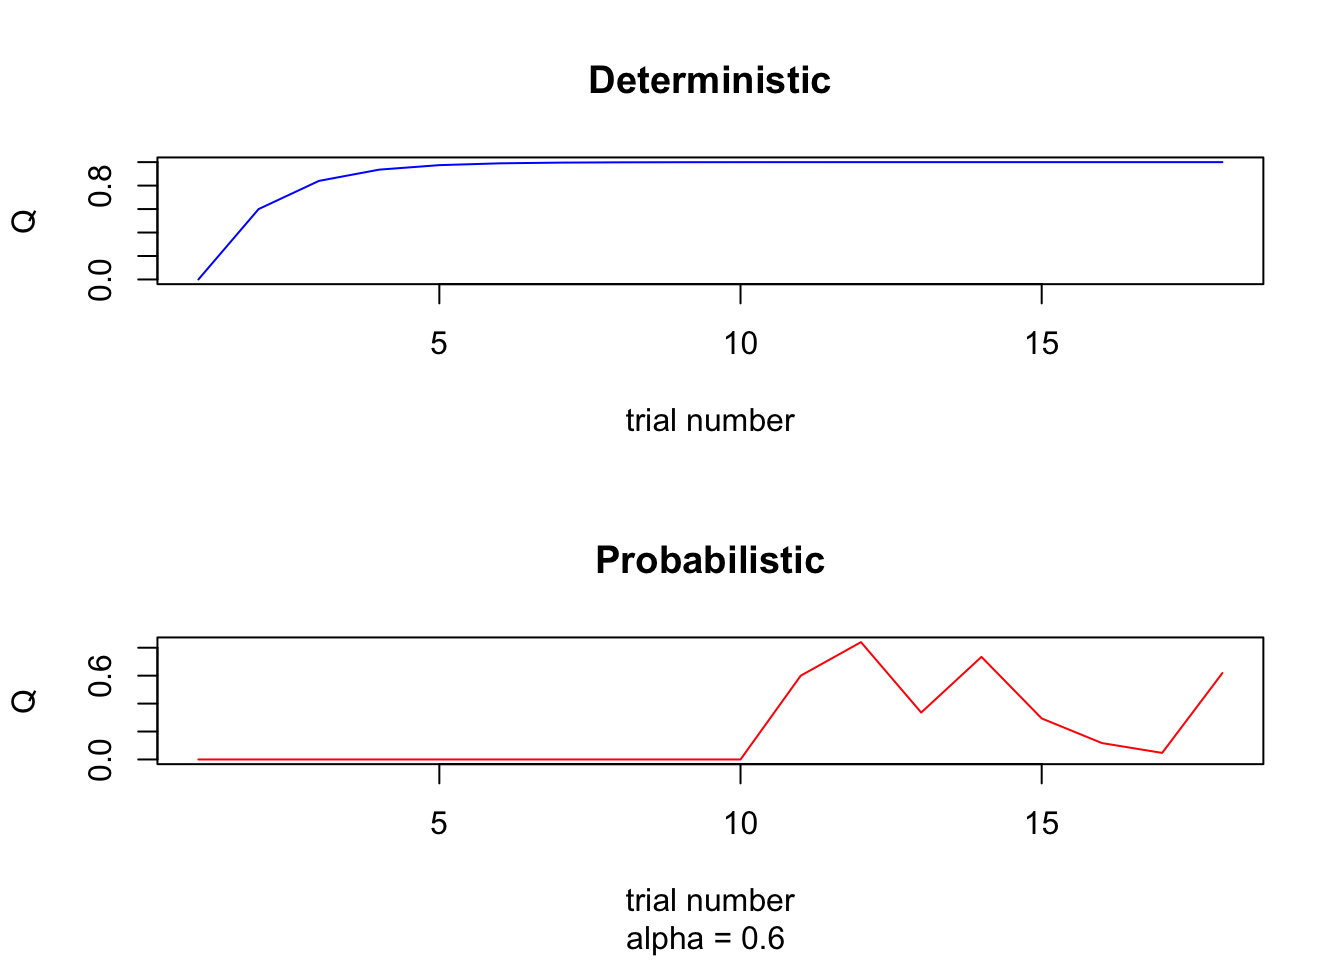 Deterministic
Q
0.8
0.0
5 10 15
trial number
Probabilistic
Q
0.6
0.0
5 10 15
trial number
alpha = 0.6